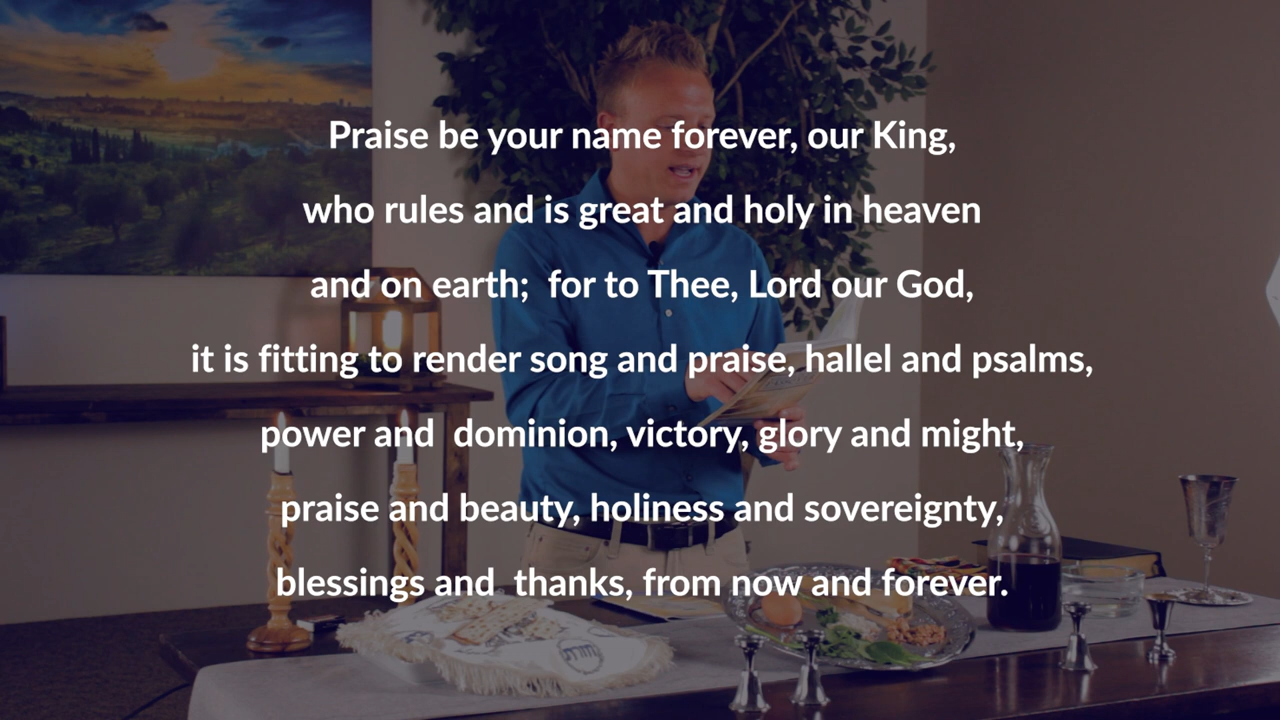 Praise be your name forever, our King,
who rules and is great and holy in heaven
and on earth;  for to Thee, Lord our God,
it is fitting to render song and praise, hallel and psalms,
power and  dominion, victory, glory and might,
praise and beauty, holiness and sovereignty,
blessings and  thanks, from now and forever.